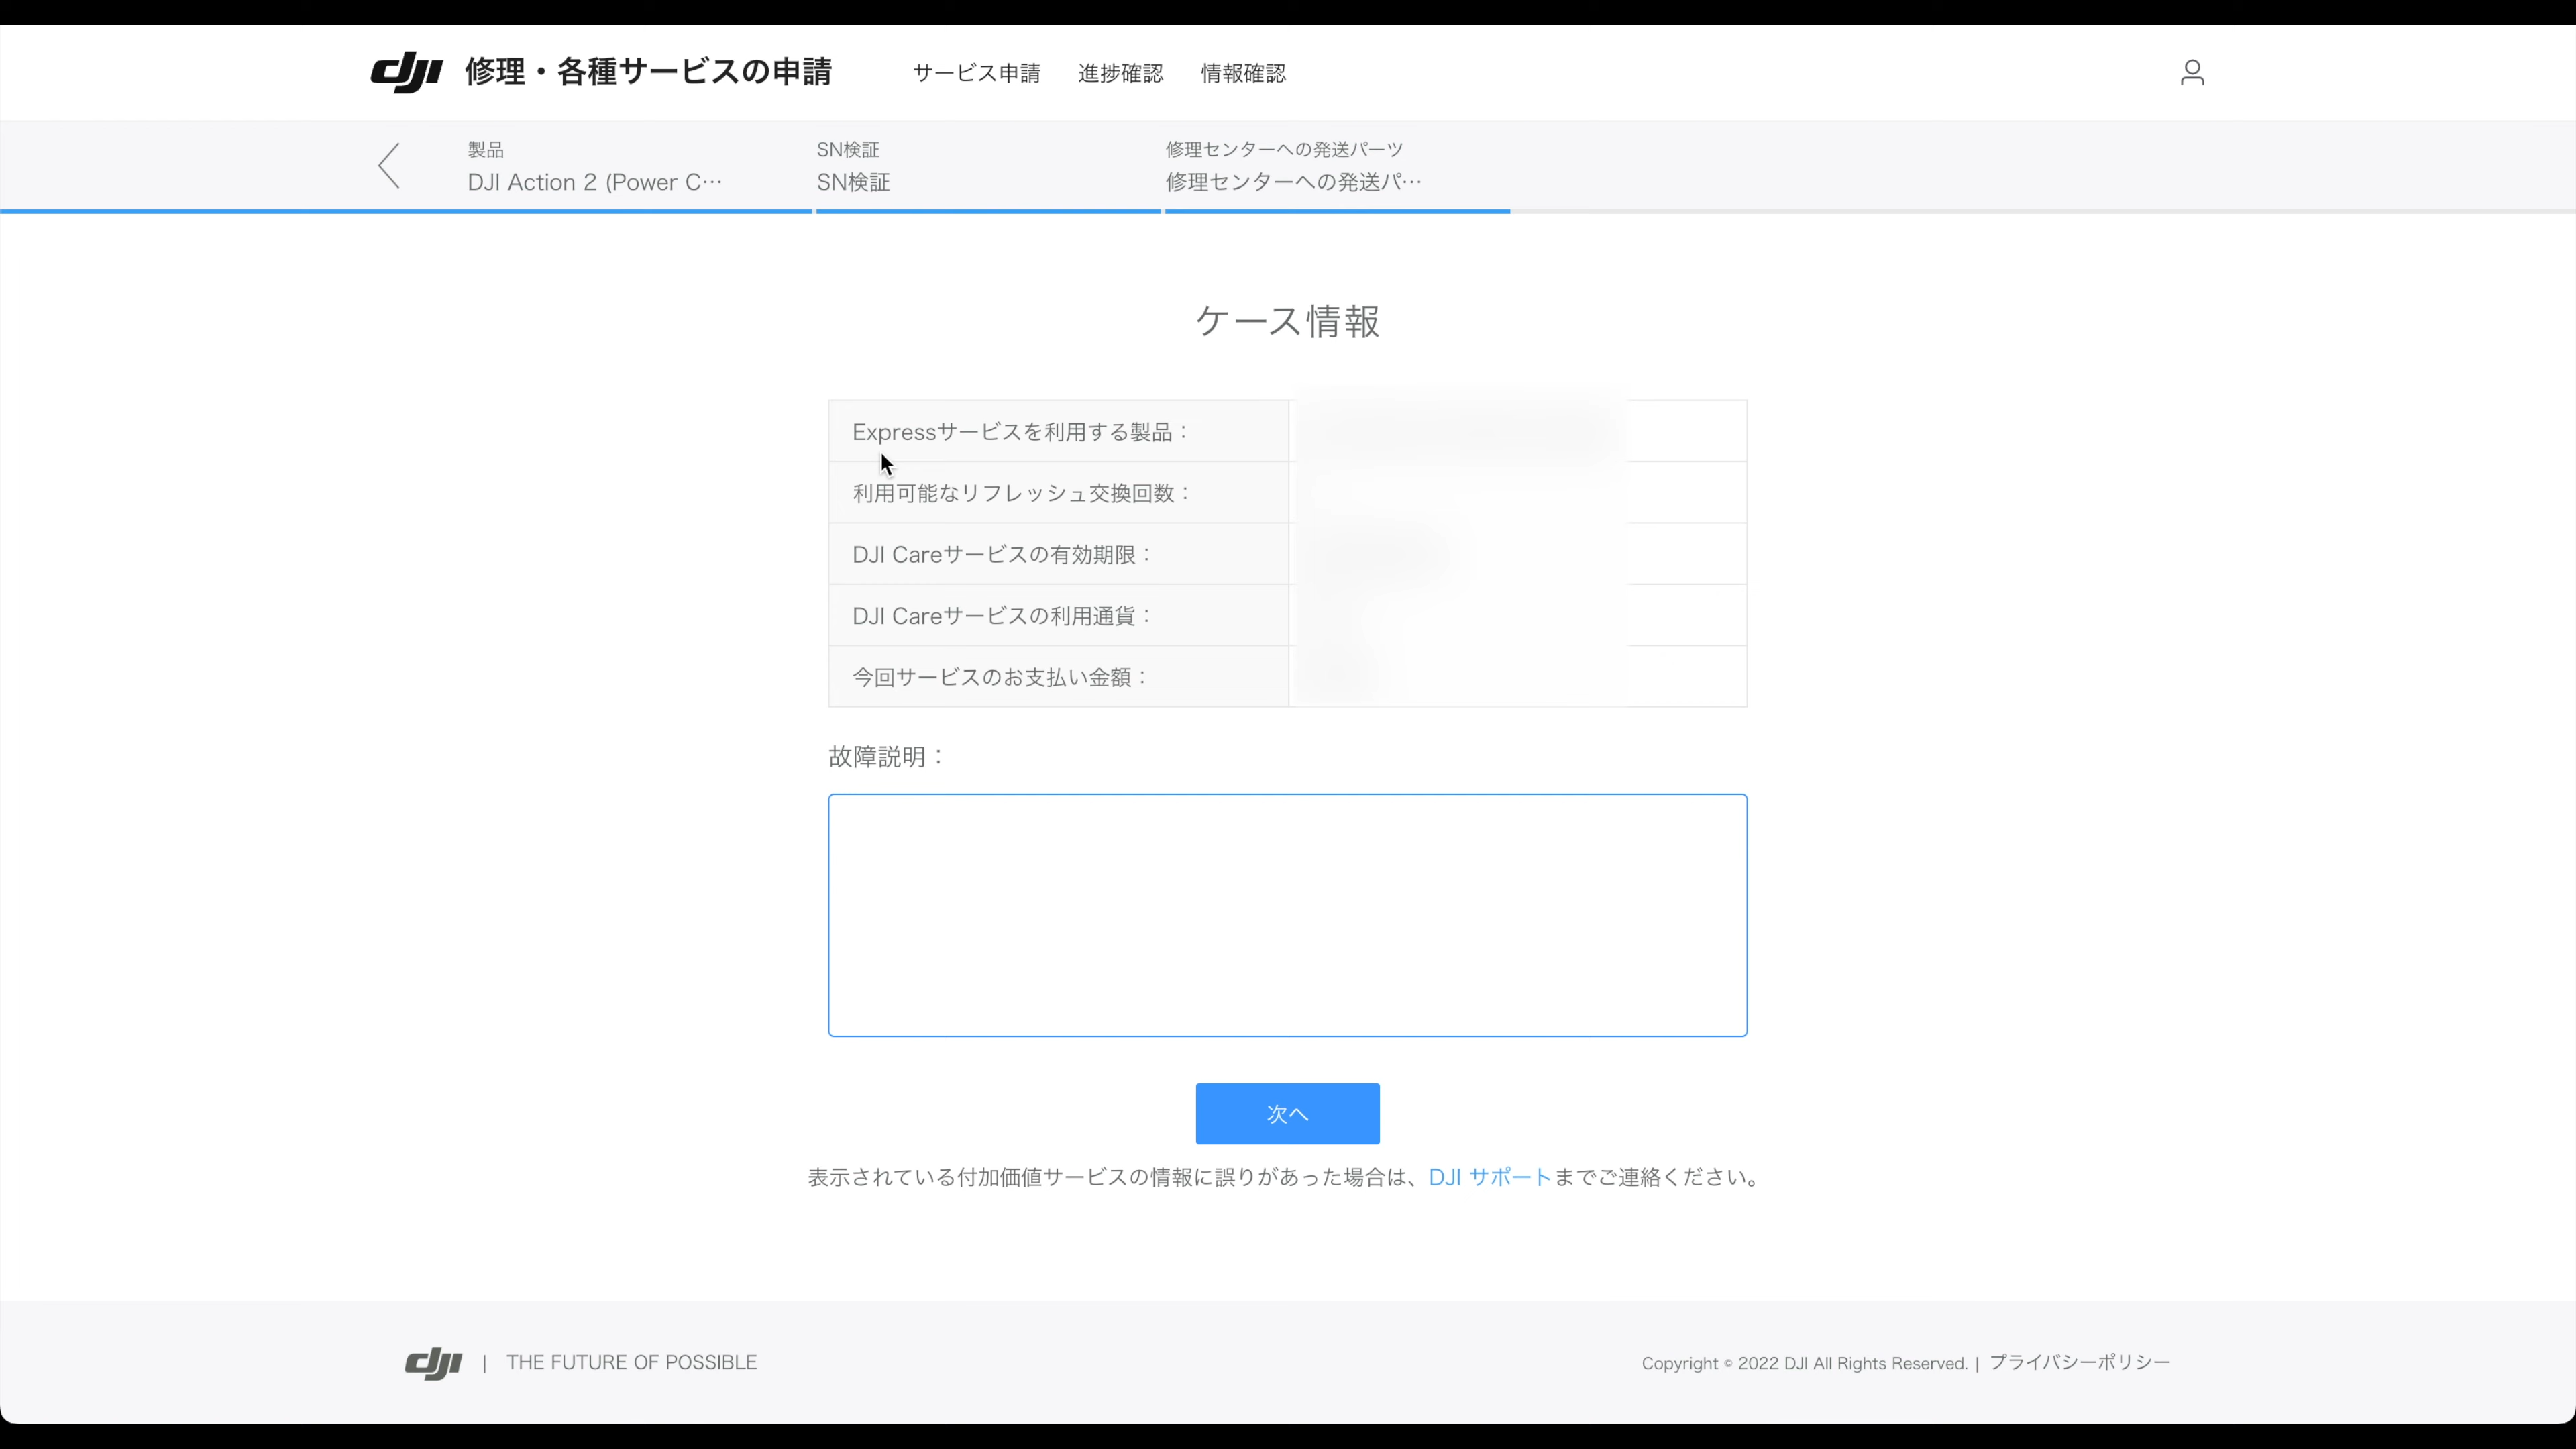 dji 修理・各種サービスの申請 サービス申請 進捗確認 情報確認
製品 SN検証 修理センターへの発送パーツ
DJI Action 2 (Power C… SN検証 修理センターへの発送パ…
ケース情報
Expressサービスを利用する製品：
利用可能なリフレッシュ交換回数：
DJI Careサービスの有効期限：
DJI Careサービスの利用通貨：
今回サービスのお支払い金額：
故障説明：
次へ
表示されている付加価値サービスの情報に誤りがあった場合は、DJI サポートまでご連絡ください。
dji | THE FUTURE OF POSSIBLE Copyright © 2022 DJI All Rights Reserved. | プライバシーポリシー